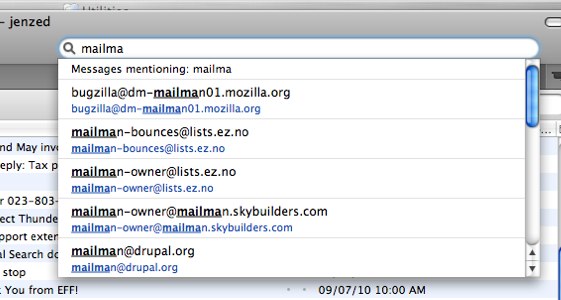 Utilities
– jenzed
mailma
Messages mentioning: mailma
bugzilla@dm-mailman01.mozilla.org
bugzilla@dm-mailman01.mozilla.org
mailman-bounces@lists.ez.no
mailman-bounces@lists.ez.no
nd May invo
mailman-owner@lists.ez.no
eply: Tax p
mailman-owner@lists.ez.no
r 023-803-
mailman-owner@mailman.skybuilders.com
ect Thunde
mailman-owner@mailman.skybuilders.com
pport exten
mailman@drupal.org
l Search do
mailman@drupal.org
stop
You from EFF!
09/07/10 10:00 AM